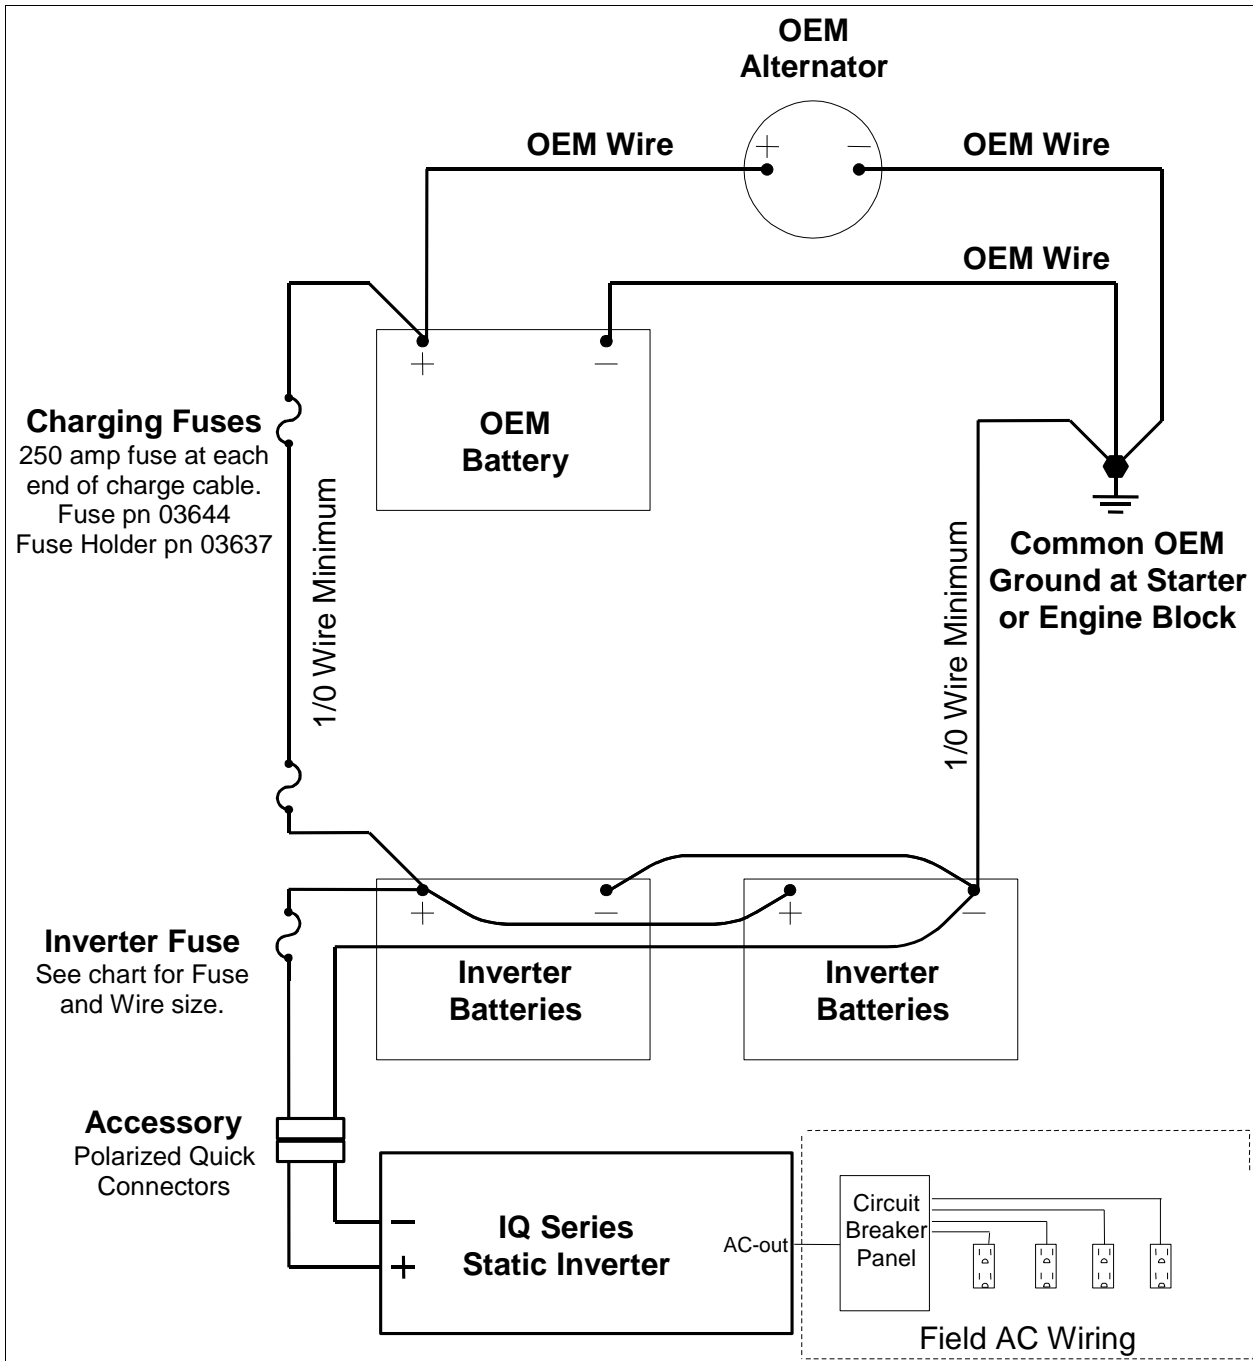 OEM
Alternator
OEM Wire
+
—
OEM Wire
OEM Wire
+
—
OEM
Battery
Charging Fuses
250 amp fuse at each
end of charge cable.
Fuse pn 03644
Fuse Holder pn 03637
1/0 Wire Minimum
1/0 Wire Minimum
Common OEM
Ground at Starter
or Engine Block
+
—
+
—
Inverter Fuse
See chart for Fuse
and Wire size.
Inverter
Batteries
Inverter
Batteries
Accessory
Polarized Quick
Connectors
—
+
IQ Series
Static Inverter
AC-out
Circuit
Breaker
Panel
Field AC Wiring